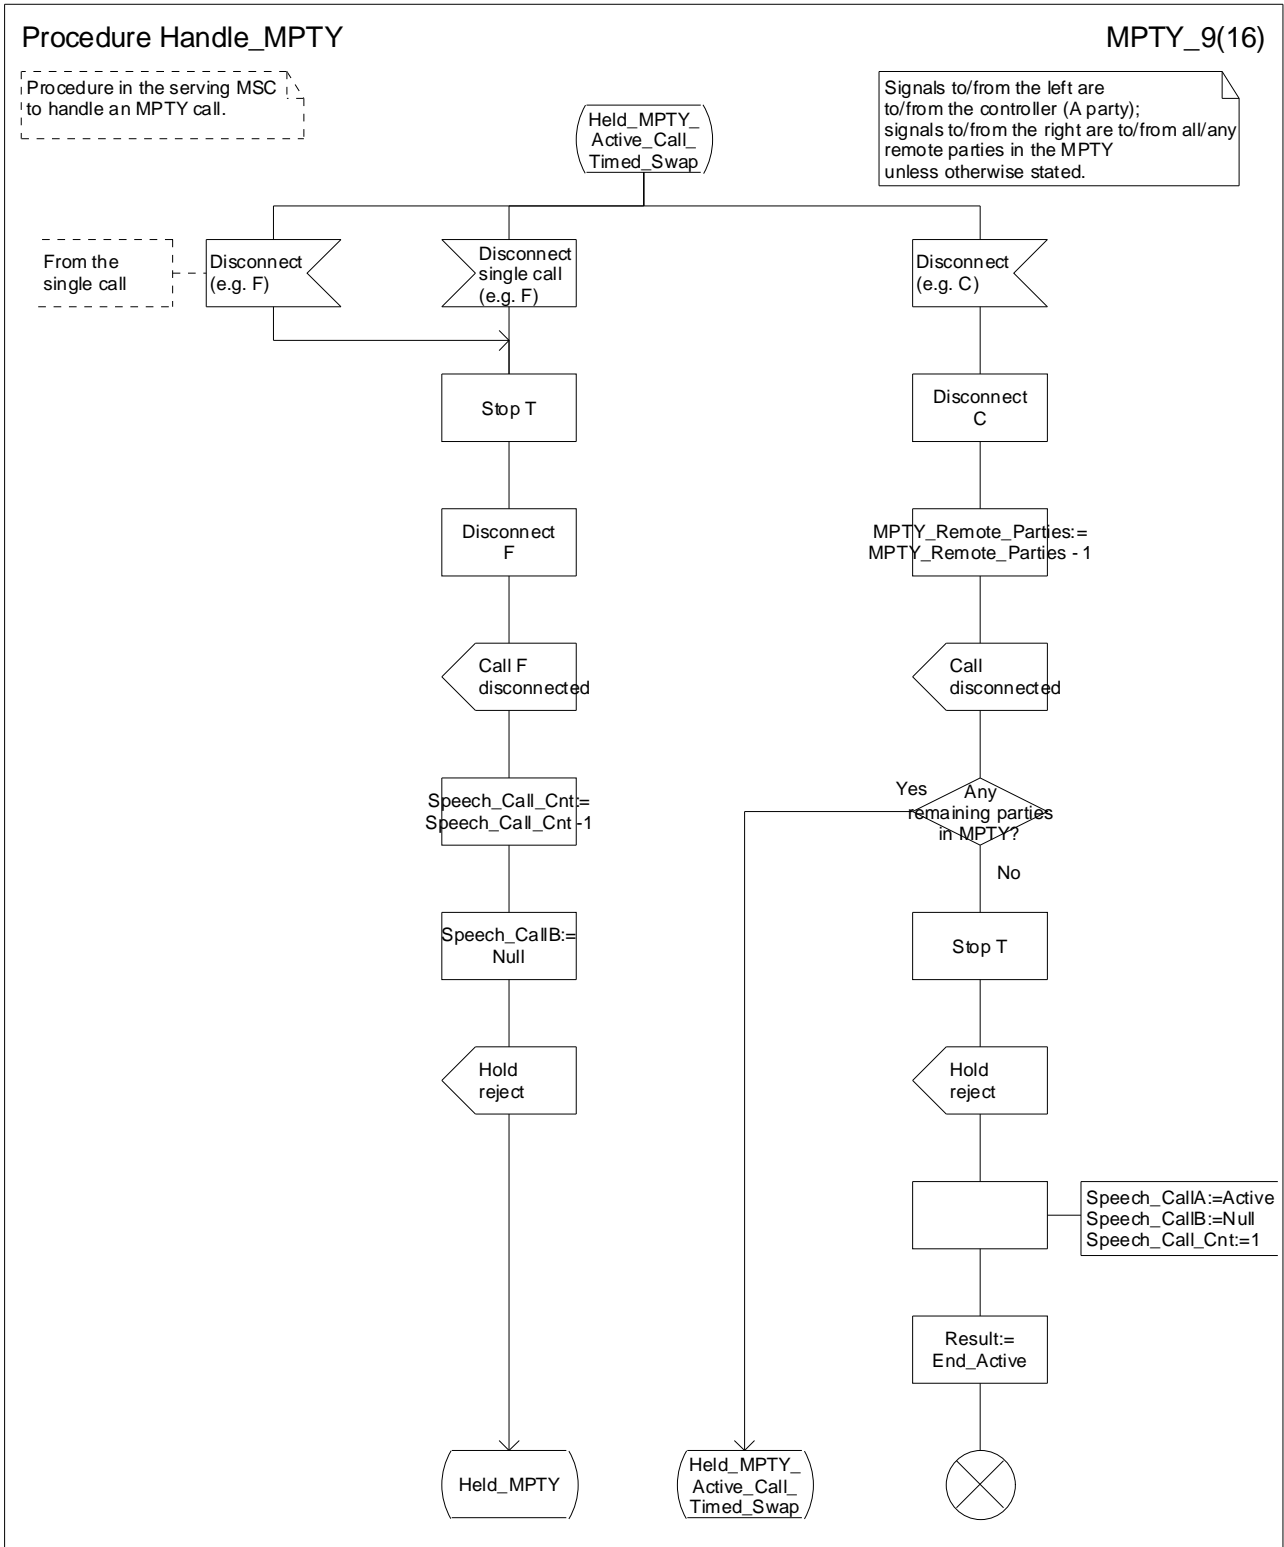 Procedure Handle_MPTY
MPTY_9(16)
Procedure in the serving MSC
to handle an MPTY call.
Signals to/from the left are
to/from the controller (A party);
signals to/from the right are to/from all/any
remote parties in the MPTY
unless otherwise stated.
Held_MPTY_
Active_Call_
Timed_Swap
From the
single call
Disconnect
(e.g. F)
Disconnect
single call
(e.g. F)
Disconnect
(e.g. C)
Stop T
Disconnect
C
Disconnect
F
MPTY_Remote_Parties:=
MPTY_Remote_Parties - 1
Call F
disconnected
Call
disconnected
Speech_Call_Cnt:=
Speech_Call_Cnt -1
Yes
Any
remaining parties
in MPTY?
No
Speech_CallB:=
Null
Stop T
Hold
reject
Hold
reject
Speech_CallA:=Active
Speech_CallB:=Null
Speech_Call_Cnt:=1
Result:=
End_Active
Held_MPTY
Held_MPTY_
Active_Call_
Timed_Swap